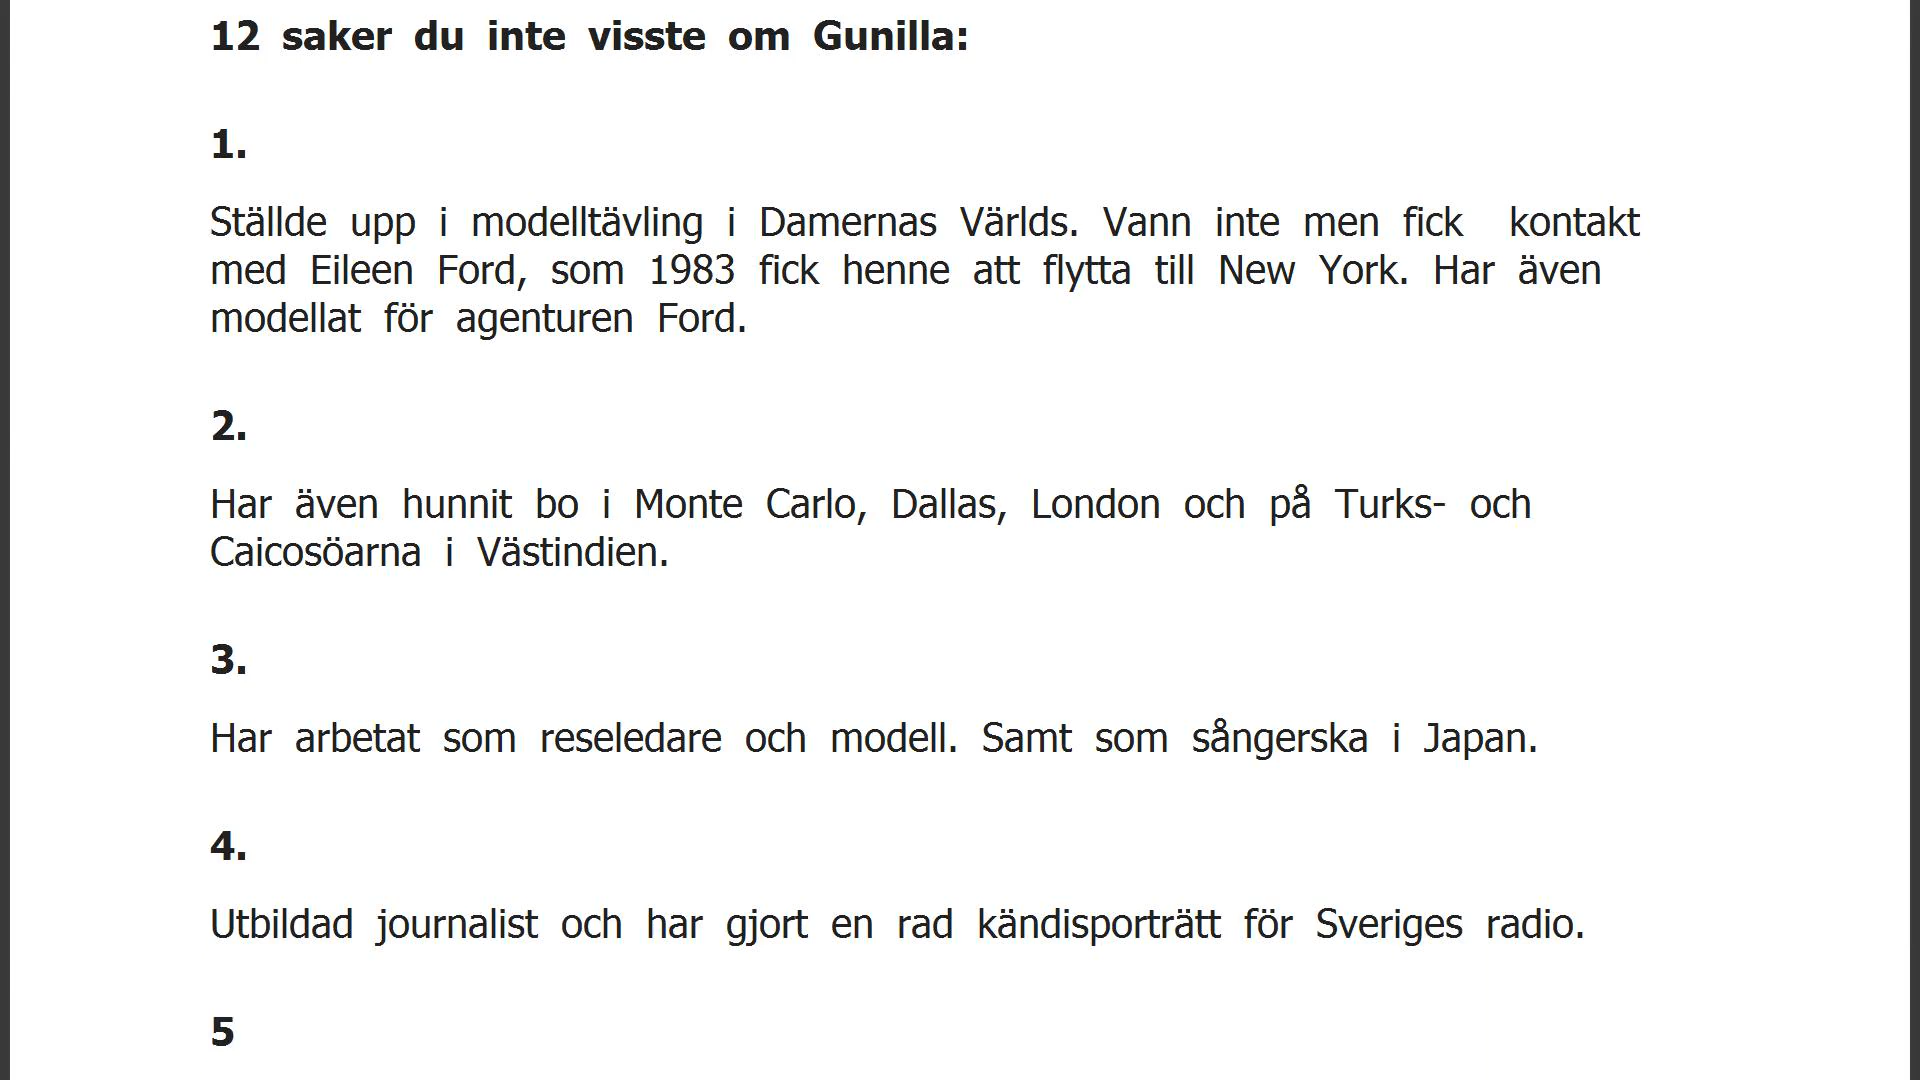 12 saker du inte visste om Gunilla:
1.
Ställde upp i modelltävling i Damernas Världs. Vann inte men fick kontakt
med Eileen Ford, som 1983 fick henne att flytta till New York. Har även
modellat för agenturen Ford.
2.
Har även hunnit bo i Monte Carlo, Dallas, London och på Turks- och
Caicosöarna i Västindien.
3.
Har arbetat som reseledare och modell. Samt som sångerska i Japan.
4.
Utbildad journalist och har gjort en rad kändisporträtt för Sveriges radio.
5